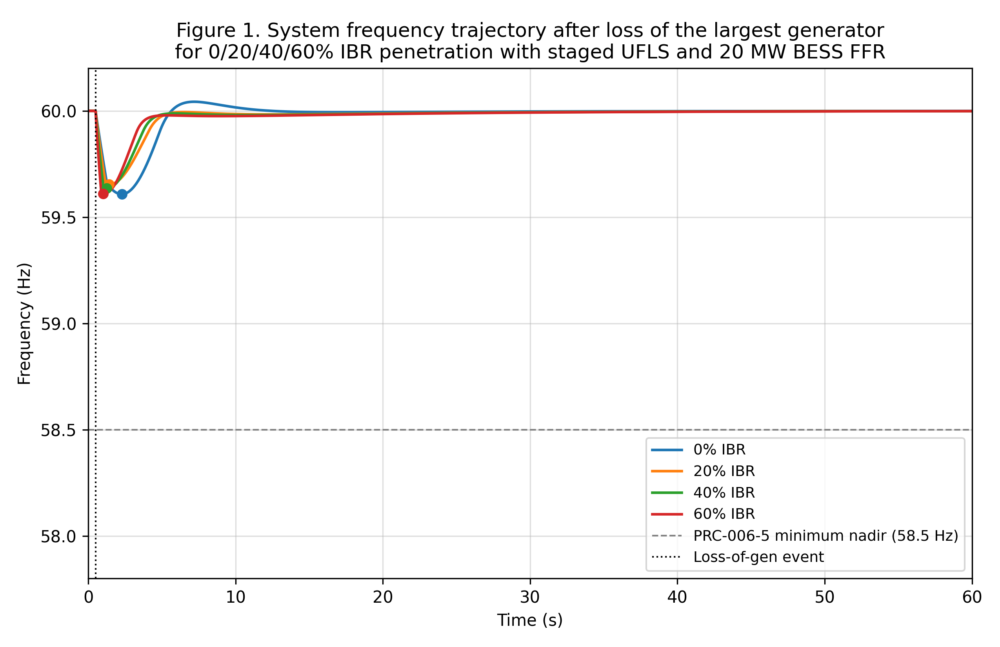 Figure 1. System frequency trajectory after loss of the largest generator
for 0/20/40/60% IBR penetration with staged UFLS and 20 MW BESS FFR
60.0
59.5
59.0
58.5
58.0
Frequency (Hz)
0% IBR
20% IBR
40% IBR
60% IBR
PRC-006-5 minimum nadir (58.5 Hz)
Loss-of-gen event
0 10 20 30 40 50 60
Time (s)